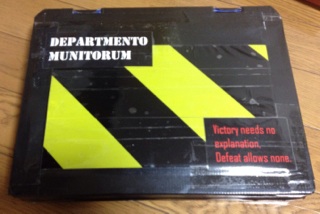 DEPARTMENTO
MUNITORUM
Victory needs no
explanation.
Defeat allows none.